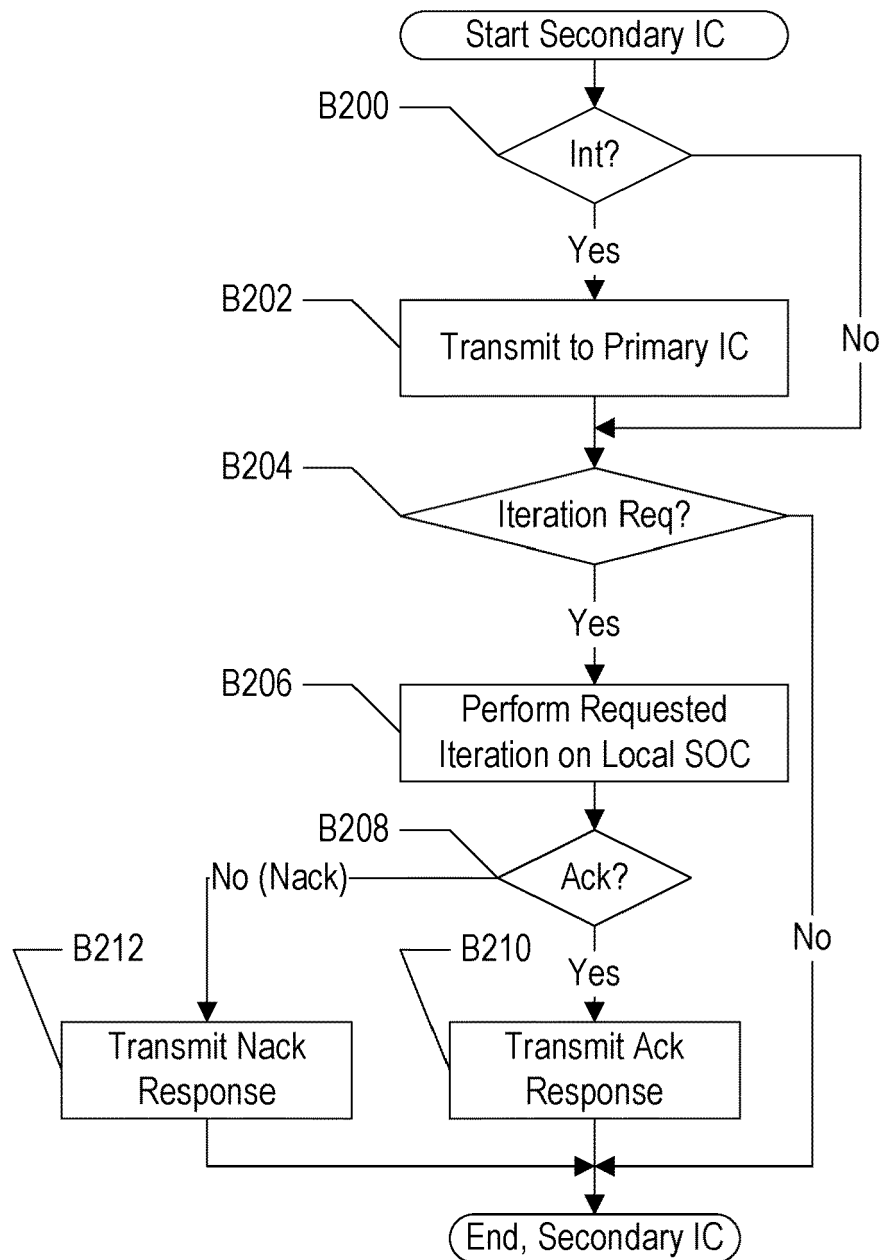 Start Secondary IC
B200
Int?
Yes
No
B202
Transmit to Primary IC
B204
Iteration Req?
Yes
No
B206
Perform Requested
Iteration on Local SOC
B208
Ack?
No (Nack)
Yes
B212
B210
Transmit Nack
Response
Transmit Ack
Response
End, Secondary IC